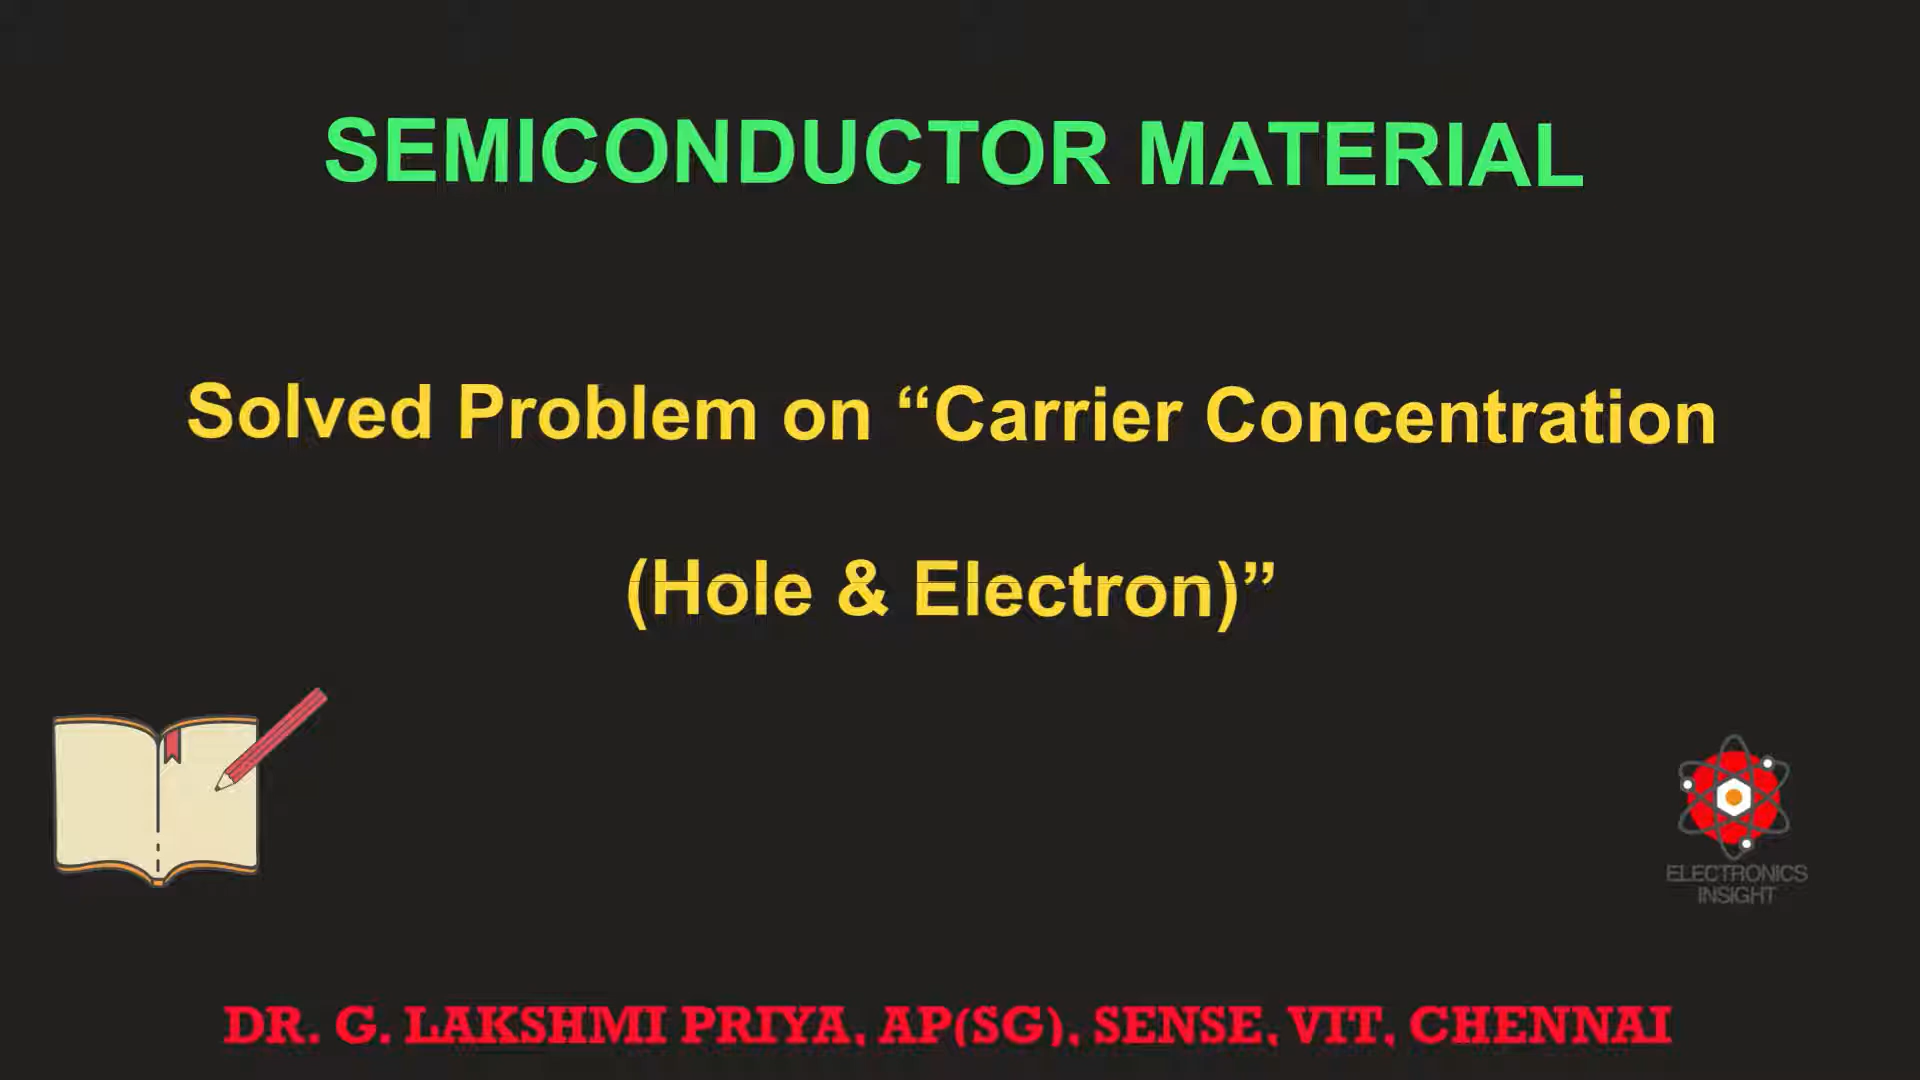 SEMICONDUCTOR MATERIAL
Solved Problem on “Carrier Concentration
(Hole & Electron)”
ELECTRONICS
INSIGHT
DR. G. LAKSHMI PRIYA, AP(SG), SENSE, VIT, CHENNAI